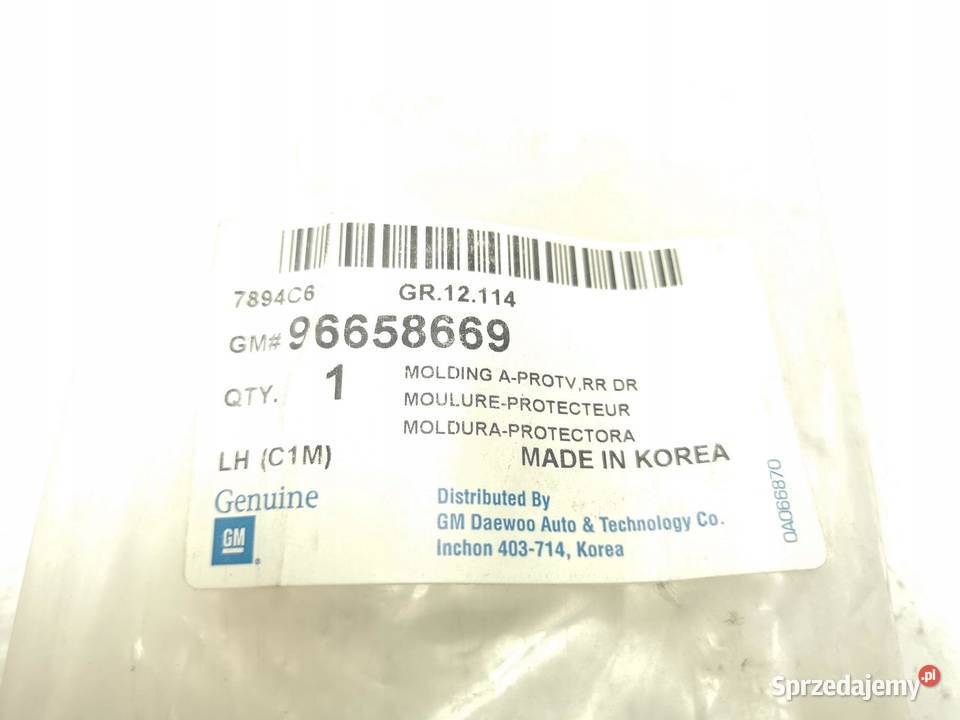 7894C6 GR.12.114
GM# 96658669
QTY. 1 MOLDING A-PROTV,RR DR
MOULURE-PROTECTEUR
MOLDURA-PROTECTORA
LH (C1M) MADE IN KOREA
Genuine
GM
Distributed By
GM Daewoo Auto & Technology Co.
Inchon 403-714, Korea
0A066870
Sprzedajemy.pl